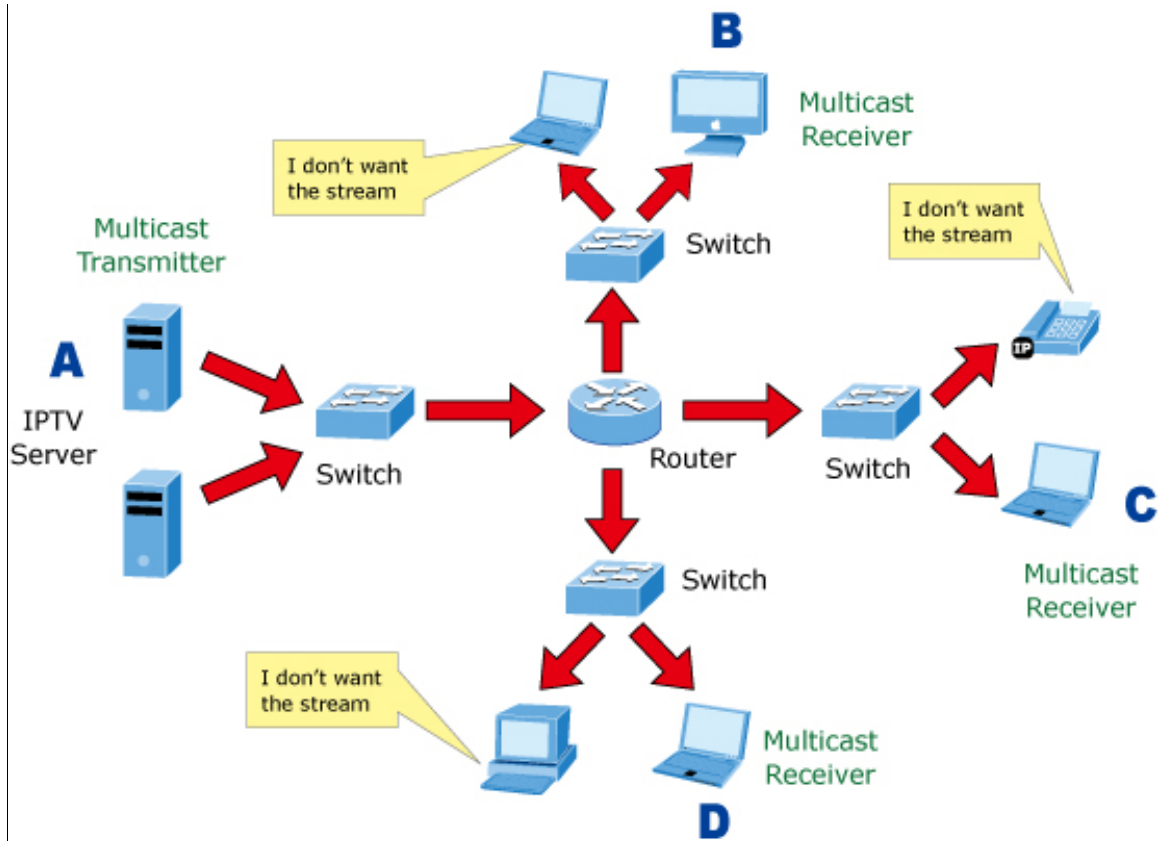 B
Multicast
Receiver
I don't want
the stream
I don't want
the stream
Switch
Multicast
Transmitter
A
IP
IPTV
Server
Switch
Router
Switch
C
Switch
Multicast
Receiver
I don't want
the stream
Multicast
Receiver
D